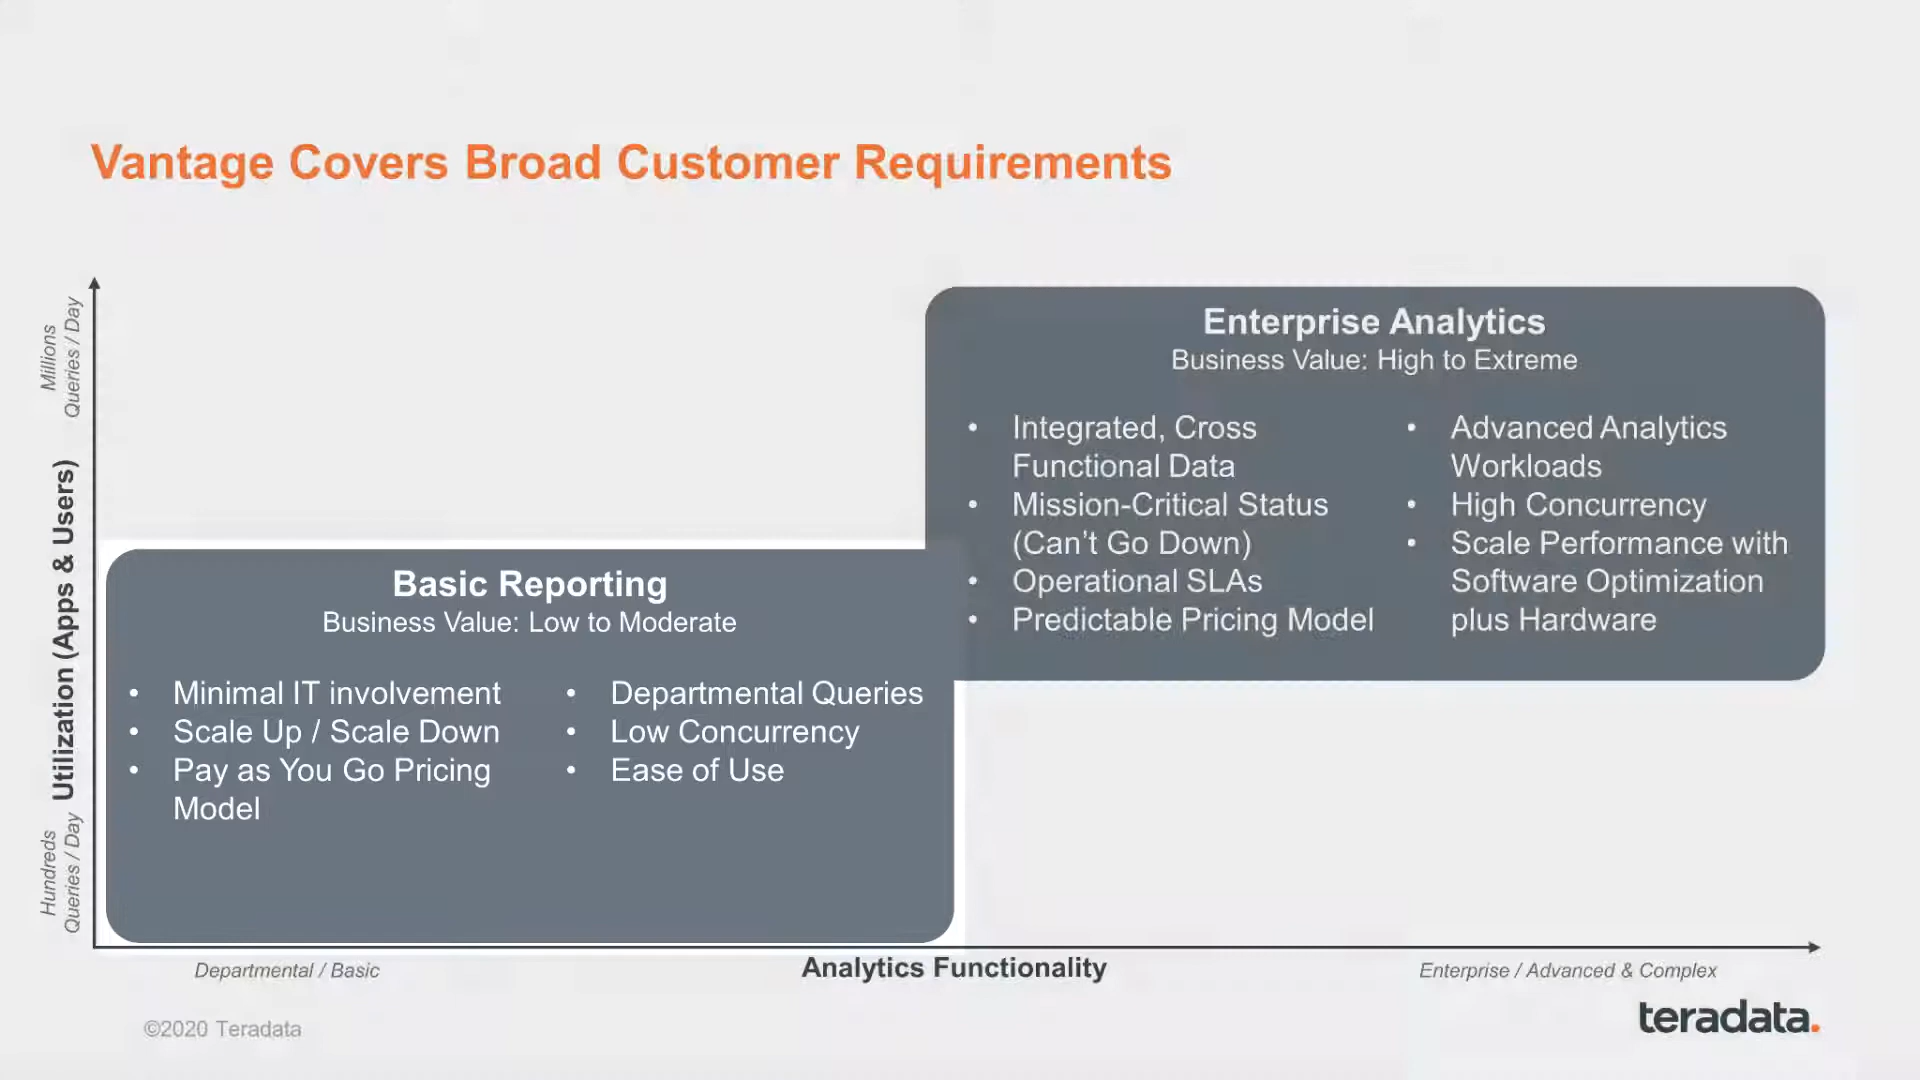 Vantage Covers Broad Customer Requirements
Millions
Queries / Day
Utilization (Apps & Users)
Hundreds
Queries / Day
Enterprise Analytics
Business Value: High to Extreme
• Integrated, Cross
Functional Data
• Mission-Critical Status
(Can't Go Down)
• Operational SLAs
• Predictable Pricing Model
• Advanced Analytics
Workloads
• High Concurrency
• Scale Performance with
Software Optimization
plus Hardware
Basic Reporting
Business Value: Low to Moderate
• Minimal IT involvement
• Scale Up / Scale Down
• Pay as You Go Pricing
Model
• Departmental Queries
• Low Concurrency
• Ease of Use
Departmental / Basic
Analytics Functionality
Enterprise / Advanced & Complex
©2020 Teradata
teradata.